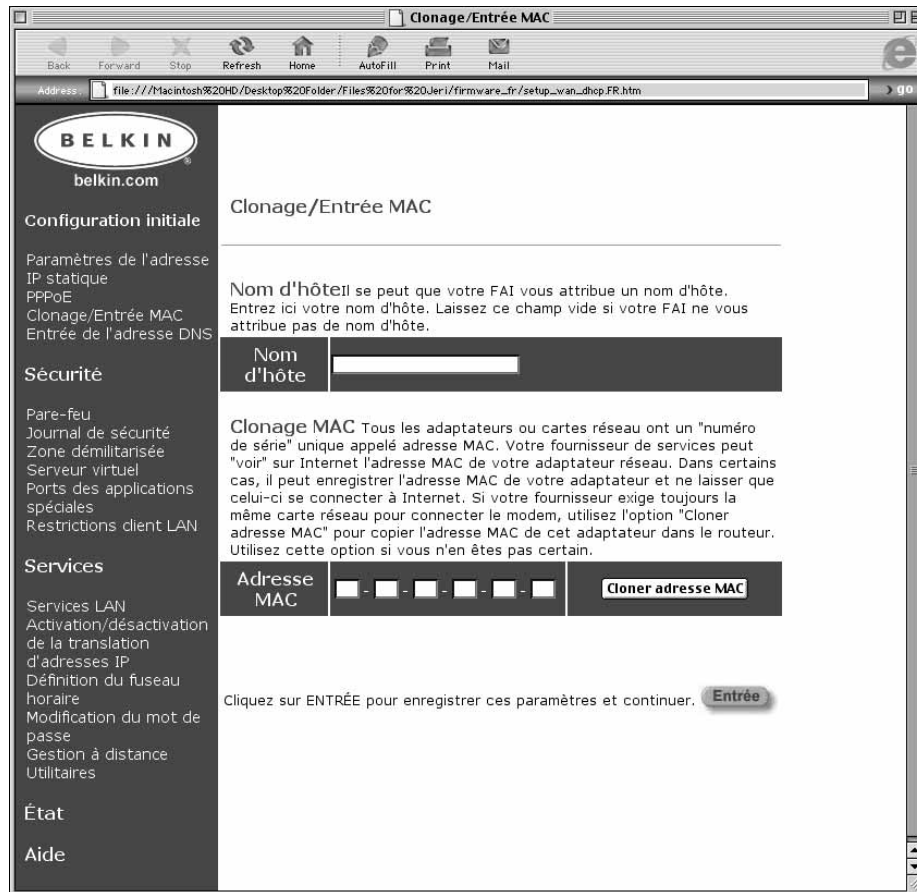 Clonage/Entrée MAC
Back Forward Stop Refresh Home AutoFill Print Mail
Address: file:///Macintosh%20HD/Desktop%20Folder/Files%20for%20Jeri/firmware_fr/setup_wan_dhcp.FR.htm go
BELKIN
®
belkin.com
Configuration initiale
Paramètres de l'adresse
IP statique
PPPoE
Clonage/Entrée MAC
Entrée de l'adresse DNS
Sécurité
Pare-feu
Journal de sécurité
Zone démilitarisée
Serveur virtuel
Ports des applications
spéciales
Restrictions client LAN
Services
Services LAN
Activation/désactivation
de la translation
d'adresses IP
Définition du fuseau
horaire
Modification du mot de
passe
Gestion à distance
Utilitaires
État
Aide
Clonage/Entrée MAC
Nom d'hôteIl se peut que votre FAI vous attribue un nom d'hôte.
Entrez ici votre nom d'hôte. Laissez ce champ vide si votre FAI ne vous
attribue pas de nom d'hôte.
Nom
d'hôte
Clonage MAC Tous les adaptateurs ou cartes réseau ont un "numéro
de série" unique appelé adresse MAC. Votre fournisseur de services peut
"voir" sur Internet l'adresse MAC de votre adaptateur réseau. Dans certains
cas, il peut enregistrer l'adresse MAC de votre adaptateur et ne laisser que
celui-ci se connecter à Internet. Si votre fournisseur exige toujours la
même carte réseau pour connecter le modem, utilisez l'option "Cloner
adresse MAC" pour copier l'adresse MAC de cet adaptateur dans le routeur.
Utilisez cette option si vous n'en êtes pas certain.
Adresse
MAC
- - - - -
Cloner adresse MAC
Cliquez sur ENTRÉE pour enregistrer ces paramètres et continuer. Entrée